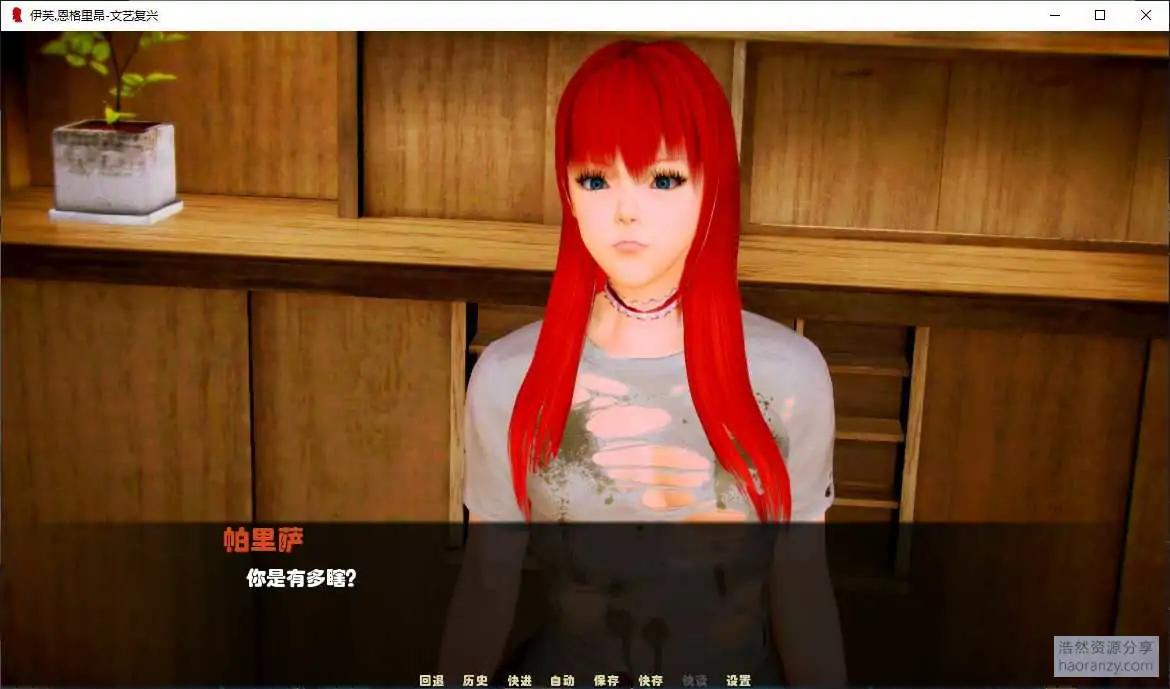 伊芙.恩格里昂-文艺复兴
帕里萨
你是有多瞎?
回退 历史 快进 自动 保存 快存 快读 设置
浩然资源分享
haoranzy.com